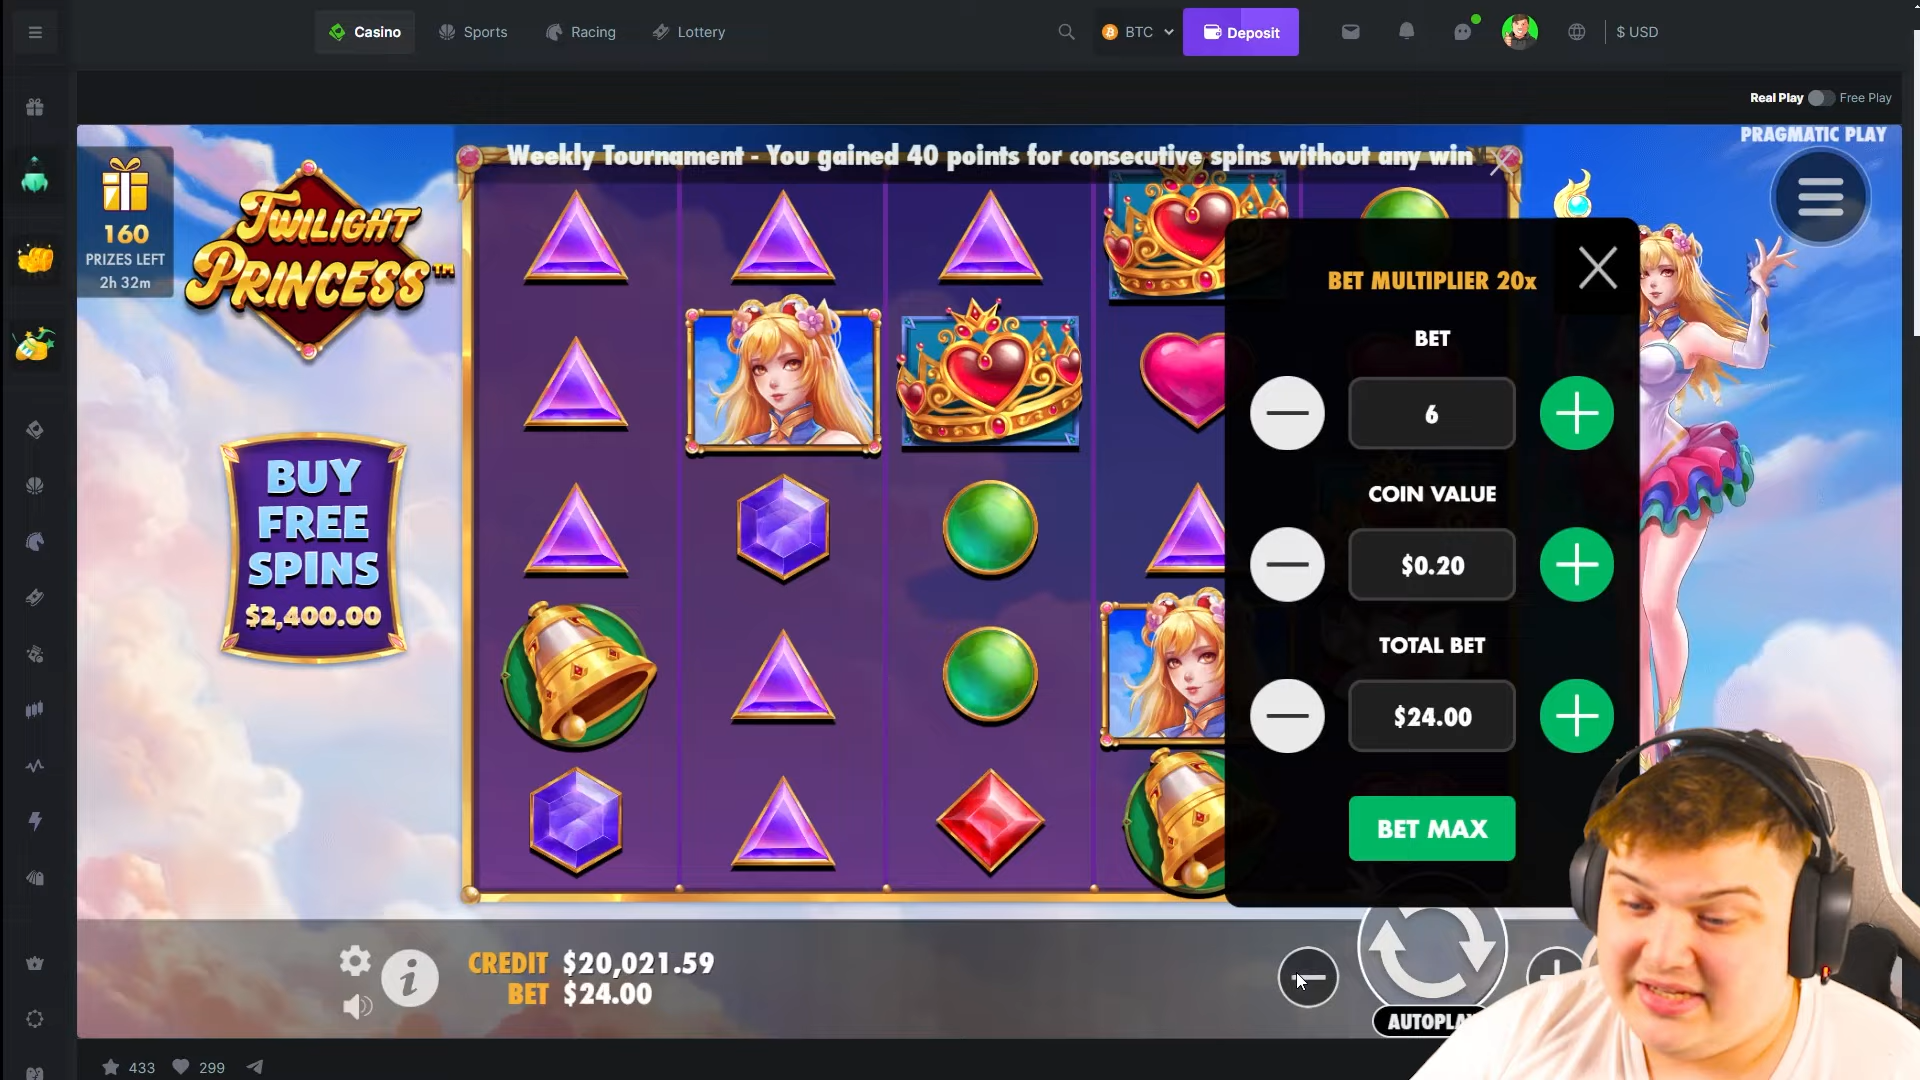 Casino
Sports
Racing
Lottery
BTC
Deposit
$ USD
Real Play
Free Play
PRAGMATIC PLAY
Weekly Tournament - You gained 40 points for consecutive spins without any win
160
PRIZES LEFT
2h 32m
TWILIGHT
PRINCESS™
BUY
FREE
SPINS
$2,400.00
BET MULTIPLIER 20x
BET
6
COIN VALUE
$0.20
TOTAL BET
$24.00
BET MAX
CREDIT $20,021.59
BET $24.00
AUTOPLA
433
299